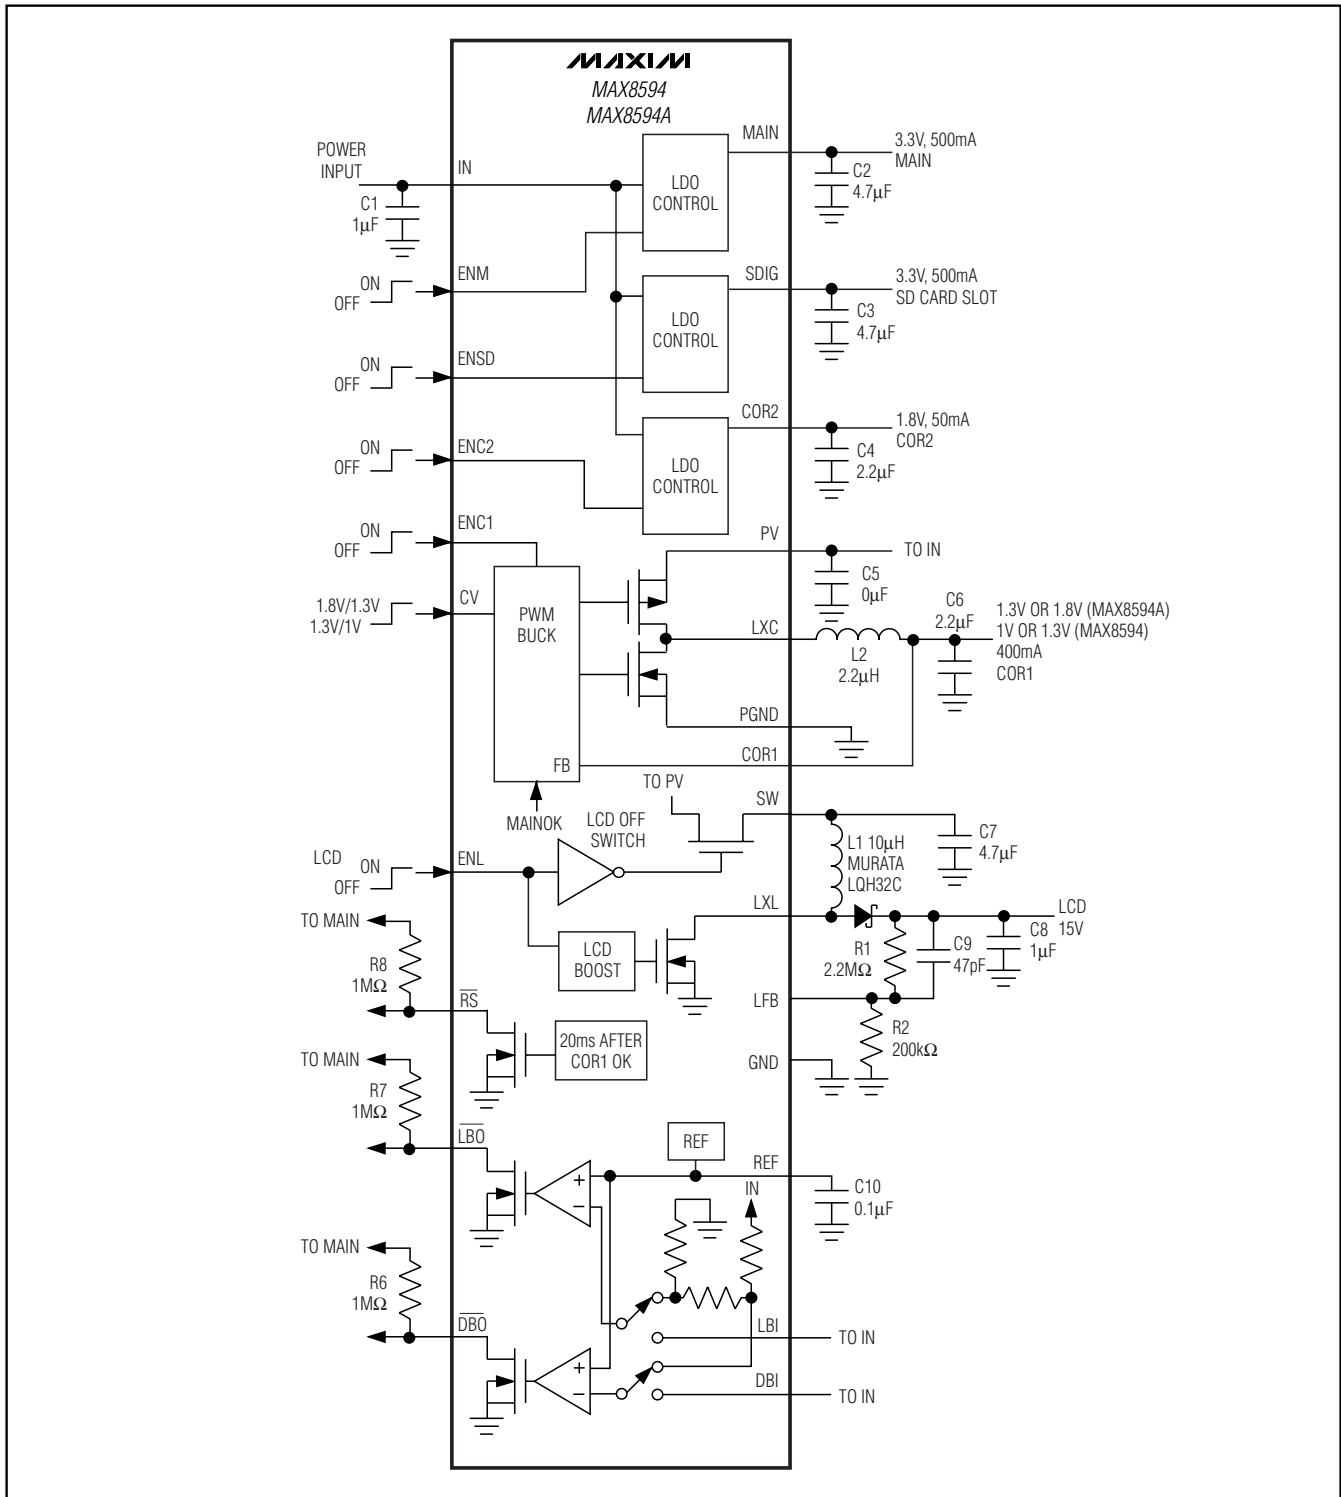 MAXIM
MAX8594
MAX8594A
POWER
INPUT
IN
C1
1µF
LDO
CONTROL
MAIN
3.3V, 500mA
MAIN
C2
4.7µF
ON
OFF
ENM
LDO
CONTROL
SDIG
3.3V, 500mA
SD CARD SLOT
C3
4.7µF
ON
OFF
ENSD
LDO
CONTROL
COR2
1.8V, 50mA
COR2
C4
2.2µF
ON
OFF
ENC2
ON
OFF
ENC1
PV
TO IN
C5
0µF
1.8V/1.3V
1.3V/1V
CV
PWM
BUCK
FB
LXC
L2
2.2µH
C6
2.2µF
1.3V OR 1.8V (MAX8594A)
1V OR 1.3V (MAX8594)
400mA
COR1
PGND
COR1
MAINOK
TO PV
LCD OFF
SWITCH
SW
L1 10µH
MURATA
LQH32C
C7
4.7µF
LCD
ON
OFF
ENL
LCD
BOOST
LXL
LCD
15V
R1
2.2MΩ
C9
47pF
C8
1µF
LFB
R2
200kΩ
GND
TO MAIN
R8
1MΩ
RS
20ms AFTER
COR1 OK
TO MAIN
R7
1MΩ
LBO
REF
REF
C10
0.1µF
+
−
IN
TO MAIN
R6
1MΩ
DBO
+
−
LBI
TO IN
DBI
TO IN